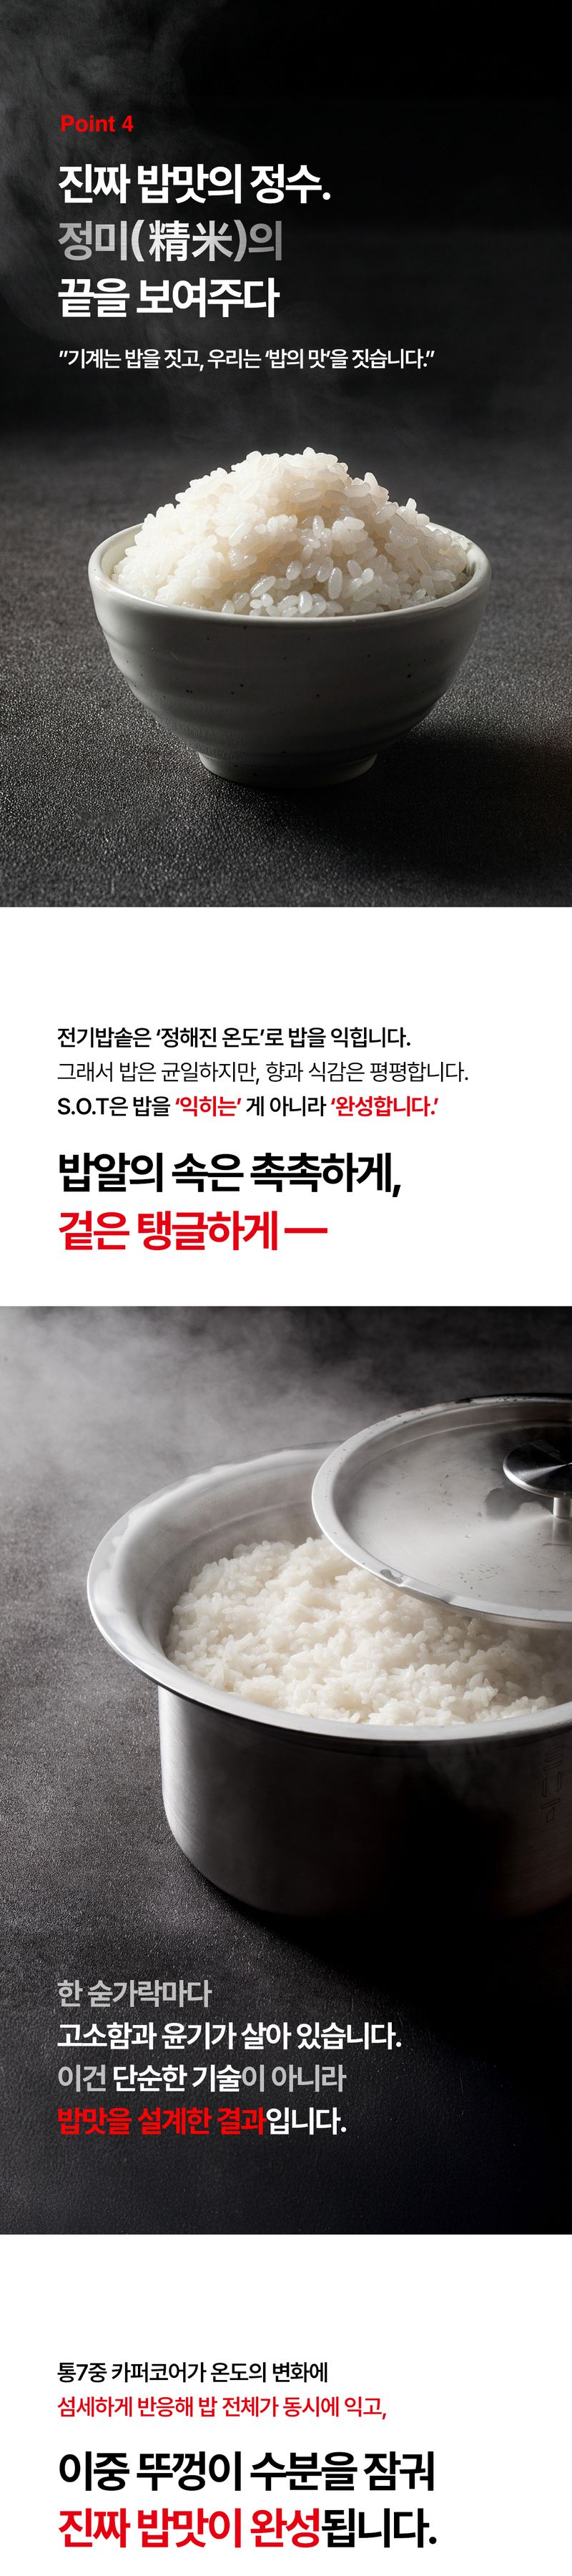 Point 4
진짜 밥맛의 정수.
정미(精米)의
끝을 보여주다
"기계는 밥을 짓고, 우리는 '밥의 맛'을 짓습니다."
전기밥솥은 '정해진 온도'로 밥을 익힙니다.
그래서 밥은 균일하지만, 향과 식감은 평평합니다.
S.O.T은 밥을 '익히는' 게 아니라 '완성합니다.'
밥알의 속은 촉촉하게,
겉은 탱글하게 —
한 숟가락마다
고소함과 윤기가 살아 있습니다.
이건 단순한 기술이 아니라
밥맛을 설계한 결과입니다.
통7중 카퍼코어가 온도의 변화에
섬세하게 반응해 밥 전체가 동시에 익고,
이중 뚜껑이 수분을 잠궈
진짜 밥맛이 완성됩니다.